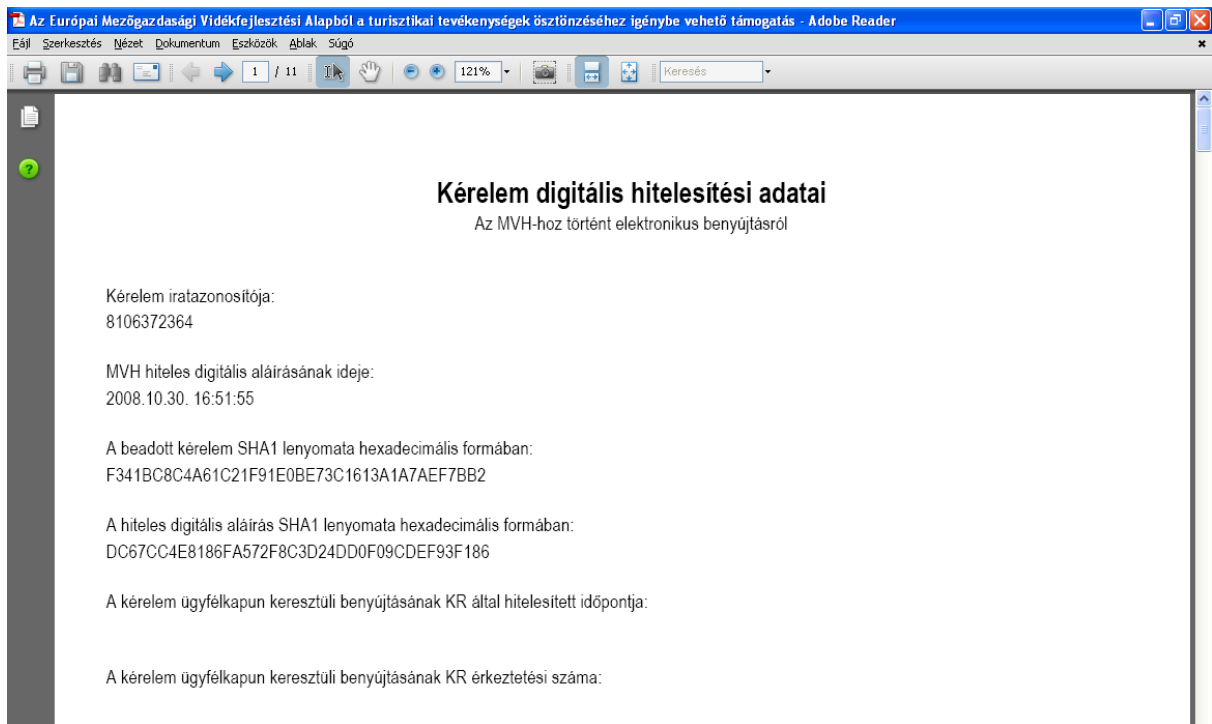 Az Európai Mezőgazdasági Vidékfejlesztési Alapból a turisztikai tevékenységek ösztönzéséhez igénybe vehető támogatás - Adobe Reader
Fájl Szerkesztés Nézet Dokumentum Eszközök Ablak Súgó
1 / 11 121% Keresés
Kérelem digitális hitelesítési adatai
Az MVH-hoz történt elektronikus benyújtásról
Kérelem iratazonosítója:
8106372364
MVH hiteles digitális aláírásának ideje:
2008.10.30. 16:51:55
A beadott kérelem SHA1 lenyomata hexadecimális formában:
F341BC8C4A61C21F91E0BE73C1613A1A7AEF7BB2
A hiteles digitális aláírás SHA1 lenyomata hexadecimális formában:
DC67CC4E8186FA572F8C3D24DD0F09CDEF93F186
A kérelem ügyfélkapun keresztüli benyújtásának KR által hitelesített időpontja:
A kérelem ügyfélkapun keresztüli benyújtásának KR érkeztetési száma: